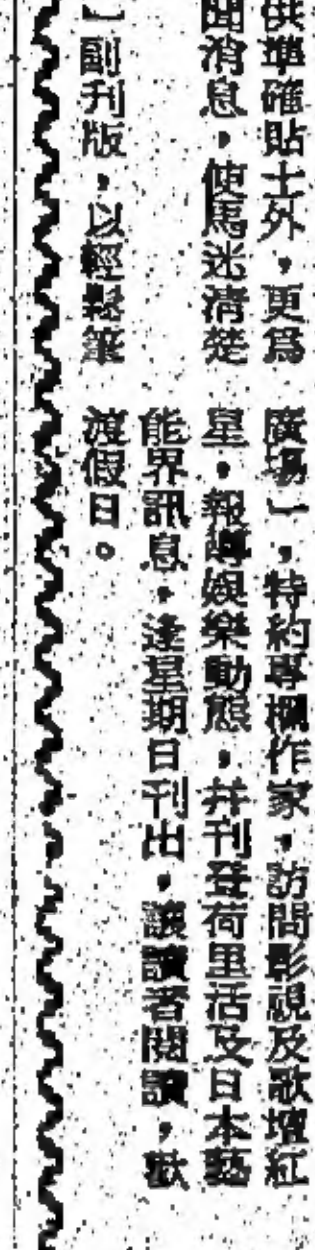 供準確貼士外，更爲
聞消息，使馬迷清楚
」副刊版，以輕鬆筆
廣場」，特約專欄作家，訪問影視及歌壇紅
星，報導娛樂動態，并刊登荷里活及日本藝
能界訊息，逢星期日刊出，讓讀者閱讀，歡
渡假日。